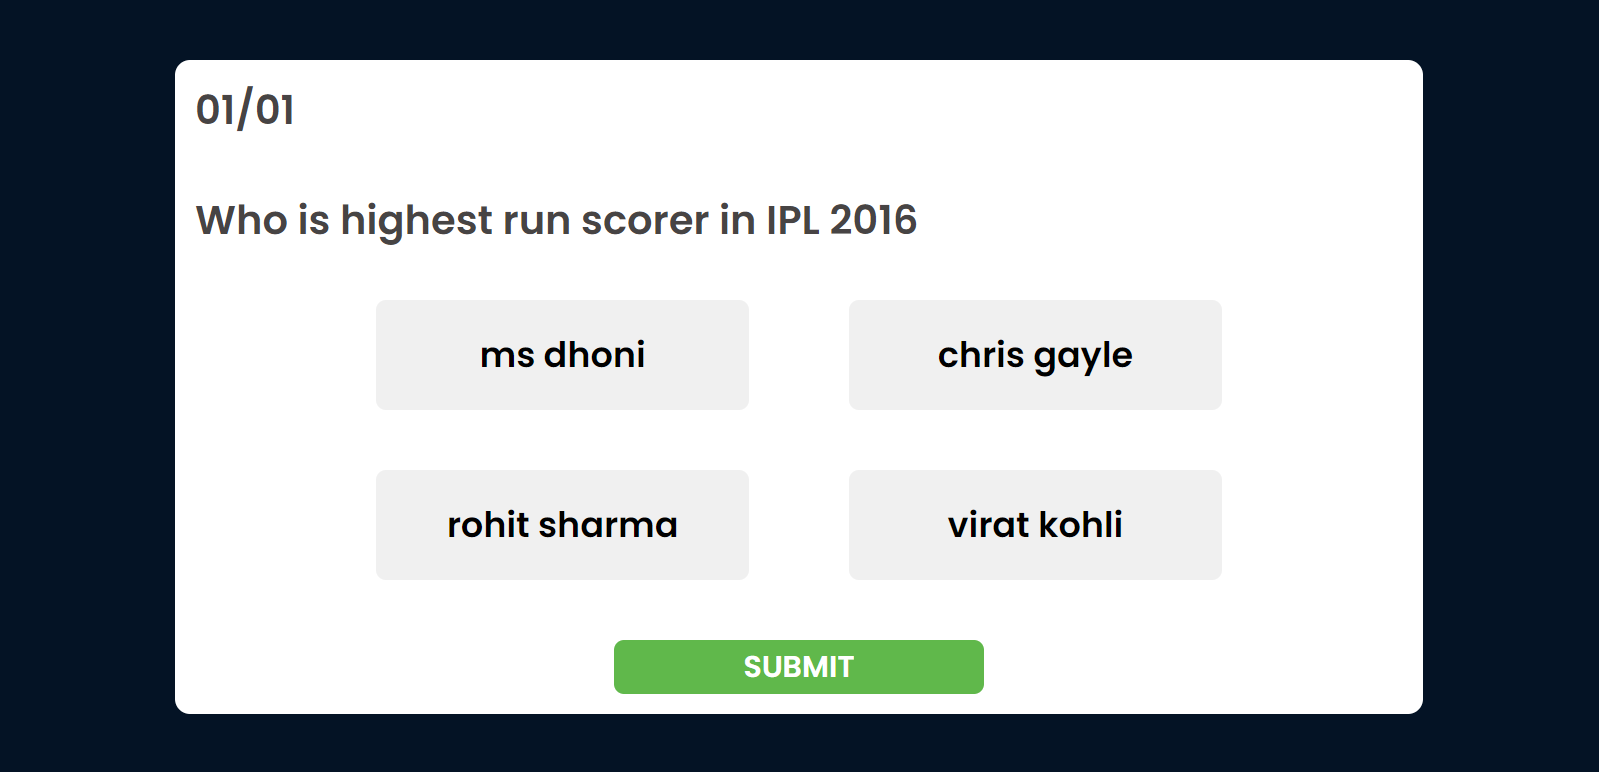 01/01
Who is highest run scorer in IPL 2016
ms dhoni
chris gayle
rohit sharma
virat kohli
SUBMIT